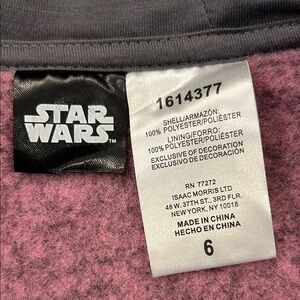 STAR
WARS™
1614377
SHELL/ARMAZÓN:
100% POLYESTER/POLIÉSTER
LINING/FORRO:
100% POLYESTER/POLIÉSTER
EXCLUSIVE OF DECORATION
EXCLUSIVO DE DECORACIÓN
RN 77272
ISAAC MORRIS LTD
48 W. 37TH ST., 3RD FLR.
NEW YORK, NY 10018
MADE IN CHINA
HECHO EN CHINA
6